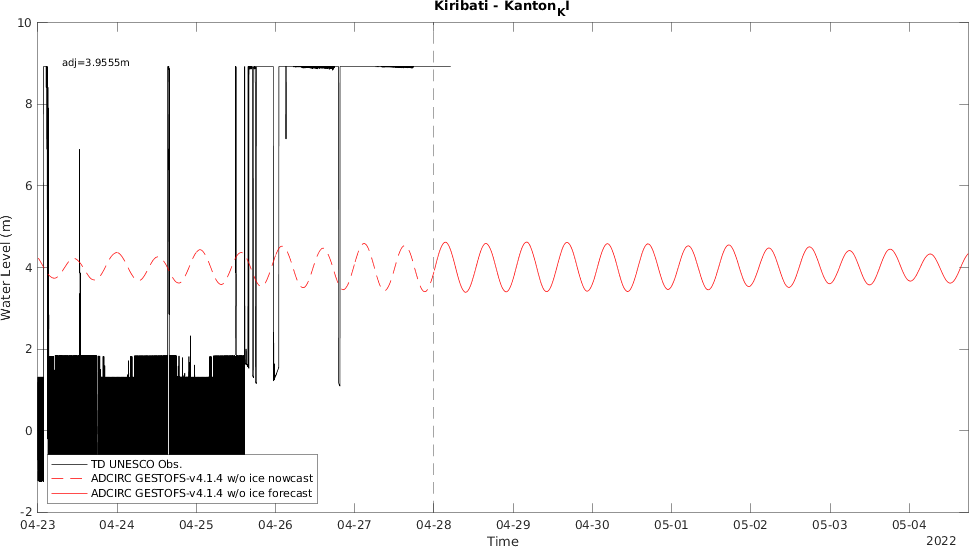 Kiribati - Kanton_KI
adj=3.9555m
10
8
6
4
2
0
-2
Water Level (m)
TD UNESCO Obs.
ADCIRC GESTOFS-v4.1.4 w/o ice nowcast
ADCIRC GESTOFS-v4.1.4 w/o ice forecast
04-23 04-24 04-25 04-26 04-27 04-28 04-29 04-30 05-01 05-02 05-03 05-04
Time
2022